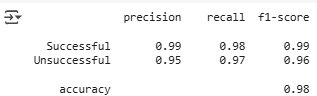 precision recall f1-score
Successful 0.99 0.98 0.99
Unsuccessful 0.95 0.97 0.96
accuracy 0.98